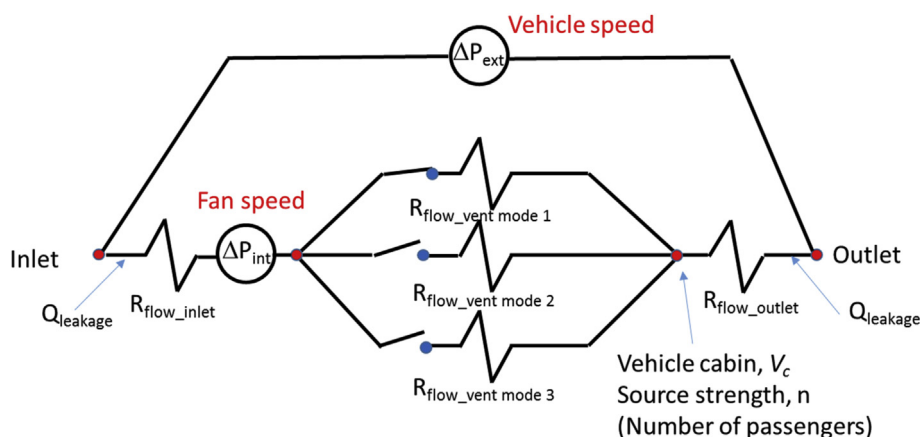 Vehicle speed
ΔPext
Rflow_vent mode 1
Fan speed
Inlet
ΔPint
Outlet
Rflow_vent mode 2
Rflow_inlet
Rflow_outlet
Qleakage
Qleakage
Rflow_vent mode 3
Vehicle cabin, Vc
Source strength, n
(Number of passengers)